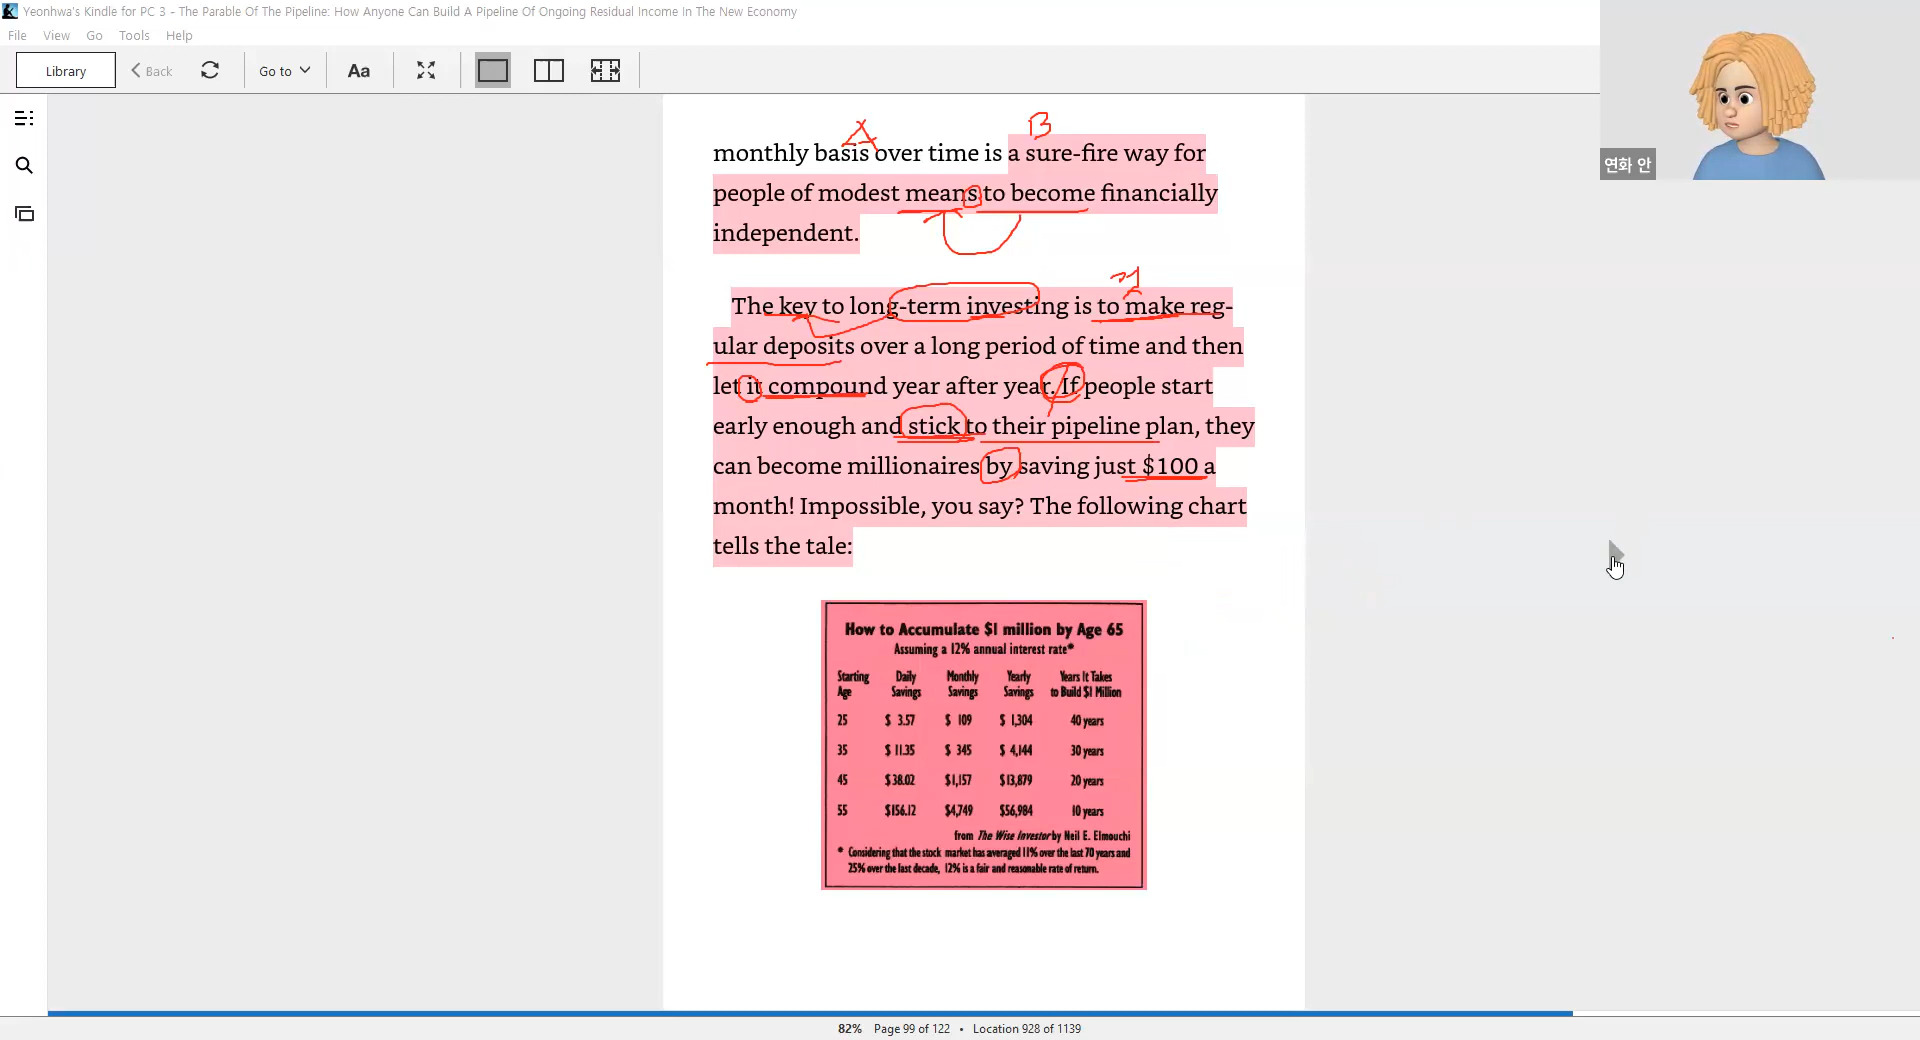 Yeonhwa's Kindle for PC 3 - The Parable Of The Pipeline: How Anyone Can Build A Pipeline Of Ongoing Residual Income In The New Economy
File View Go Tools Help
Library Back Go to Aa
연화 안
A B
monthly basis over time is a sure-fire way for
people of modest means to become financially
independent.
The key to long-term investing is to make reg-
ular deposits over a long period of time and then
let it compound year after year. If people start
early enough and stick to their pipeline plan, they
can become millionaires by saving just $100 a
month! Impossible, you say? The following chart
tells the tale:
How to Accumulate $1 million by Age 65
Assuming a 12% annual interest rate*
Starting Daily Monthly Yearly Years It Takes
Age Savings Savings Savings to Build $1 Million
25 $ 3.57 $ 109 $ 1,304 40 years
35 $ 11.35 $ 345 $ 4,144 30 years
45 $38.02 $1,157 $13,879 20 years
55 $156.12 $4,749 $56,984 10 years
from The Wise Investor by Neil E. Elmouchi
* Considering that the stock market has averaged 11% over the last 70 years and
25% over the last decade, 12% is a fair and reasonable rate of return.
82% Page 99 of 122 • Location 928 of 1139